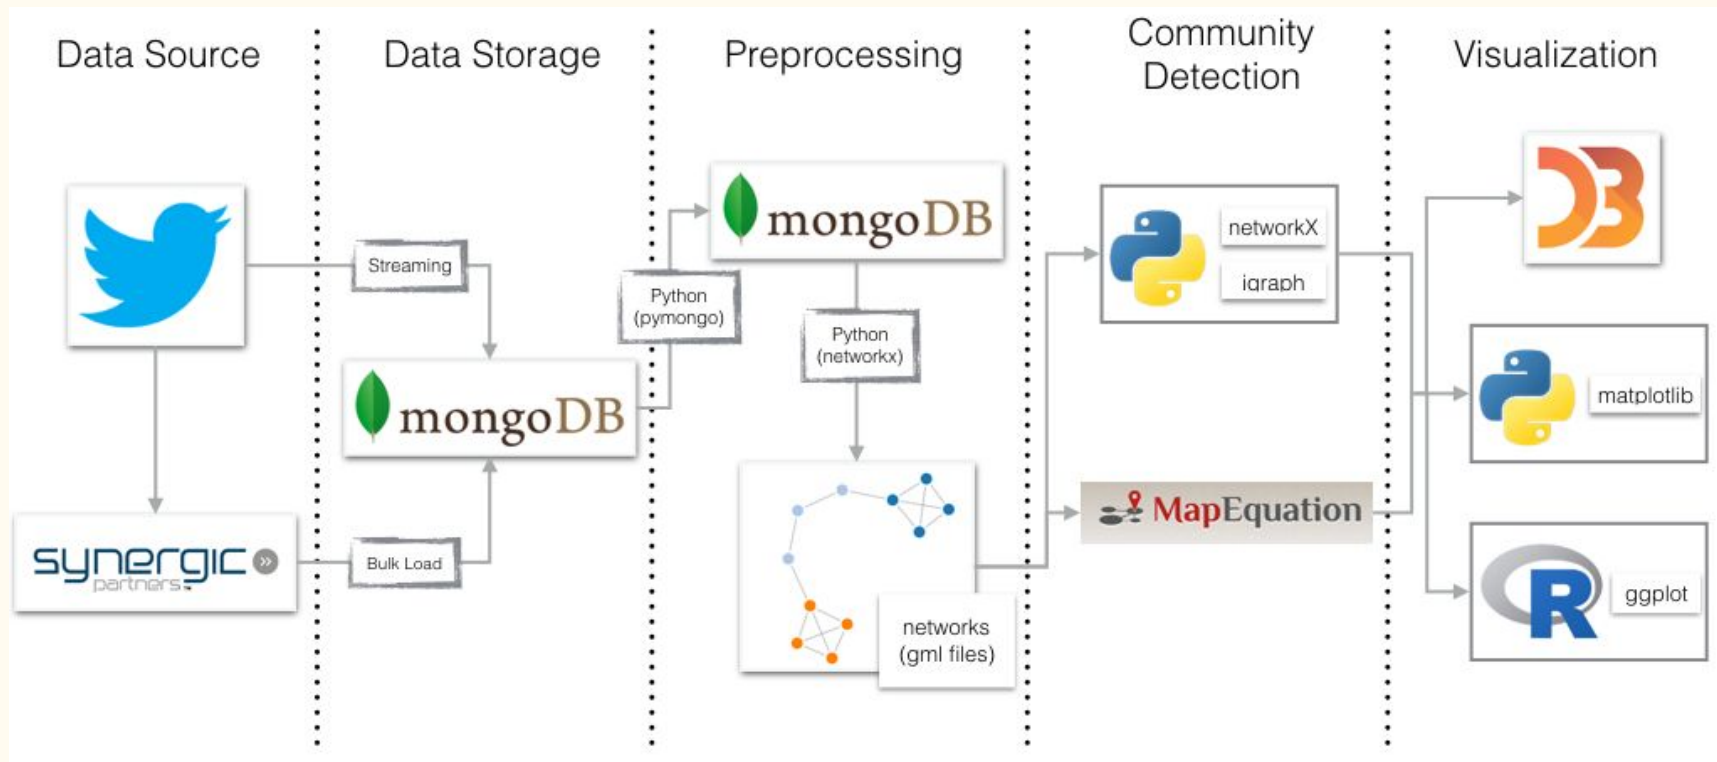 Data Source
Data Storage
Preprocessing
Community
Detection
Visualization
Streaming
mongoDB
synergic
partners
Bulk Load
Python
(pymongo)
mongoDB
Python
(networkx)
networks
(gml files)
networkX
igraph
MapEquation
D3
matplotlib
R
ggplot